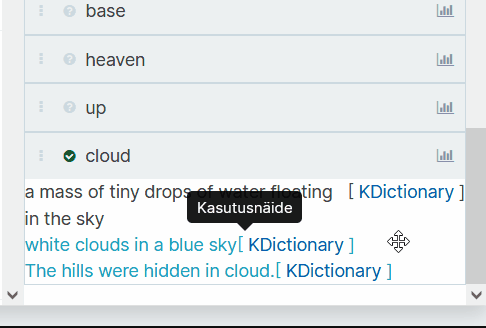 base
heaven
up
cloud
a mass of tiny drops of water floating [ KDictionary ]
in the sky
Kasutusnäide
white clouds in a blue sky[ KDictionary ]
The hills were hidden in cloud.[ KDictionary ]